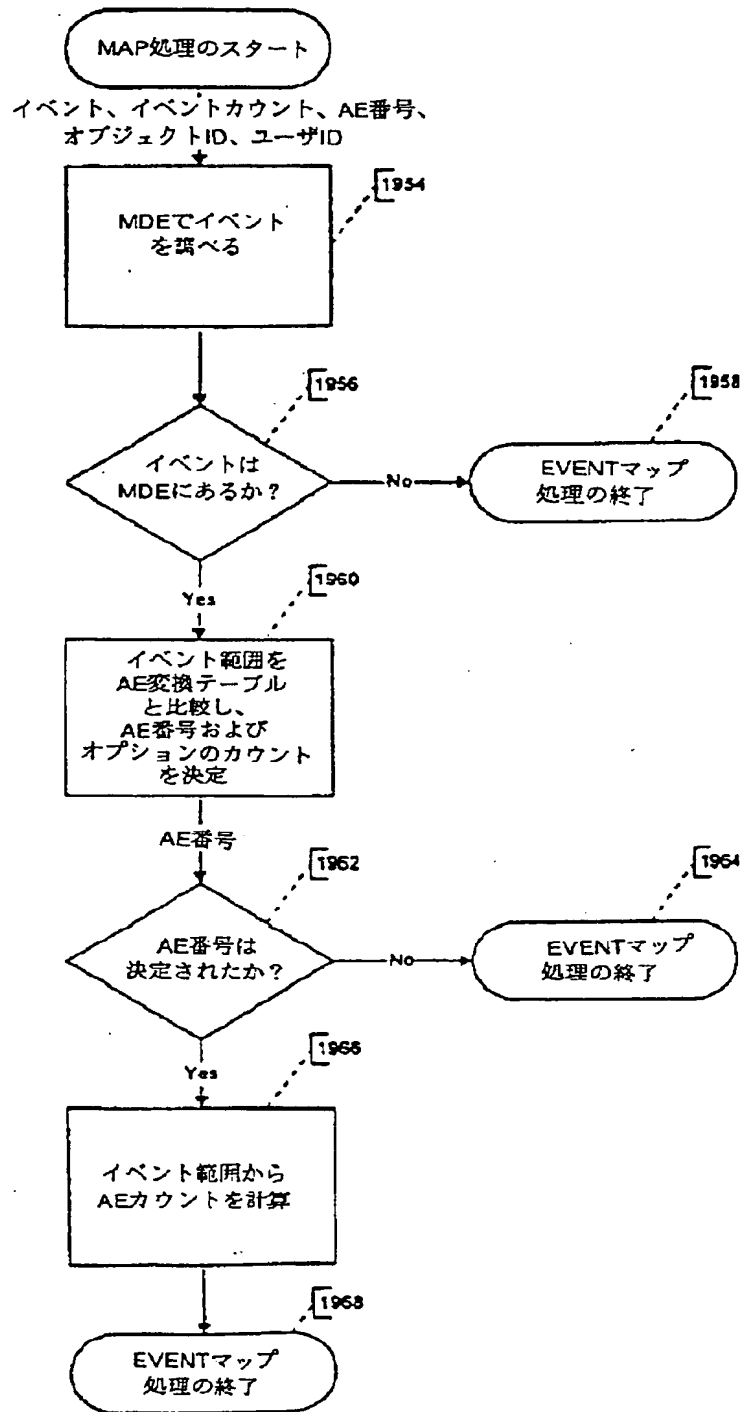 MAP処理のスタート
イベント、イベントカウント、AE番号、
オブジェクトID、ユーザID
1954
MDEでイベント
を調べる
1956
イベントは
MDEにあるか?
No
1958
EVENTマップ
処理の終了
Yes
1960
イベント範囲を
AE変換テーブル
と比較し、
AE番号および
オプションのカウント
を決定
AE番号
1962
AE番号は
決定されたか?
No
1964
EVENTマップ
処理の終了
Yes
1966
イベント範囲から
AEカウントを計算
1968
EVENTマップ
処理の終了